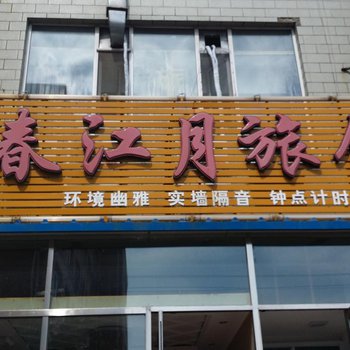 春江月旅
环境幽雅 实墙隔音 钟点计时